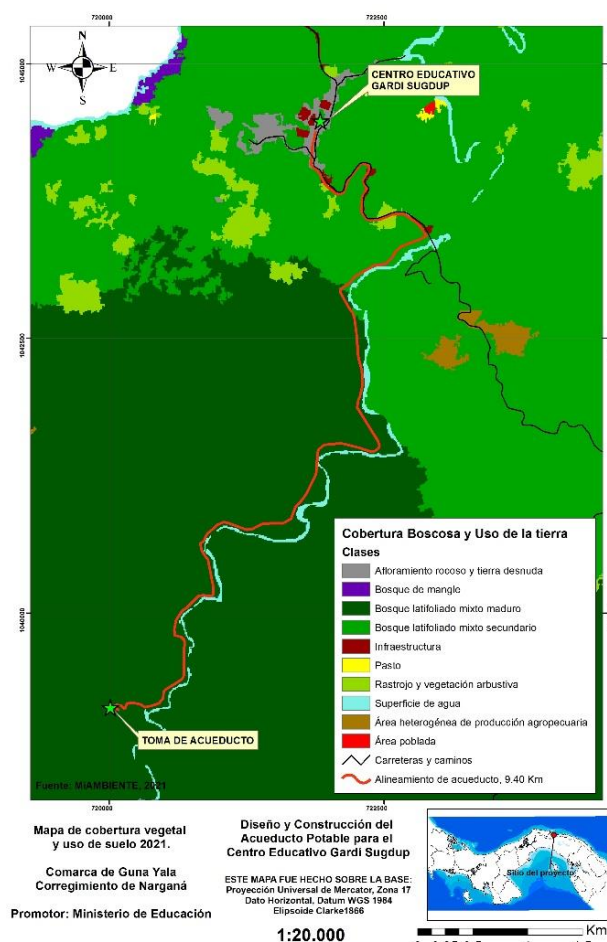 720000
722500
1045000
N
W
E
S
CENTRO EDUCATIVO
GARDI SUGDUP
1042500
1040000
TOMA DE ACUEDUCTO
Cobertura Boscosa y Uso de la tierra
Clases
Afloramiento rocoso y tierra desnuda
Bosque de mangle
Bosque latifoliado mixto maduro
Bosque latifoliado mixto secundario
Infraestructura
Pasto
Rastrojo y vegetación arbustiva
Superficie de agua
Área heterogénea de producción agropecuaria
Área poblada
Carreteras y caminos
Alineamiento de acueducto, 9.40 Km
Fuente: MIAMBIENTE, 2021
720000
722500
Mapa de cobertura vegetal
y uso de suelo 2021.
Comarca de Guna Yala
Corregimiento de Narganá
Promotor: Ministerio de Educación
Diseño y Construcción del
Acueducto Potable para el
Centro Educativo Gardi Sugdup
ESTE MAPA FUE HECHO SOBRE LA BASE:
Proyección Universal de Mercator, Zona 17
Dato Horizontal, Datum WGS 1984
Elipsoide Clarke1866
1:20.000
Sitio del proyecto
Km